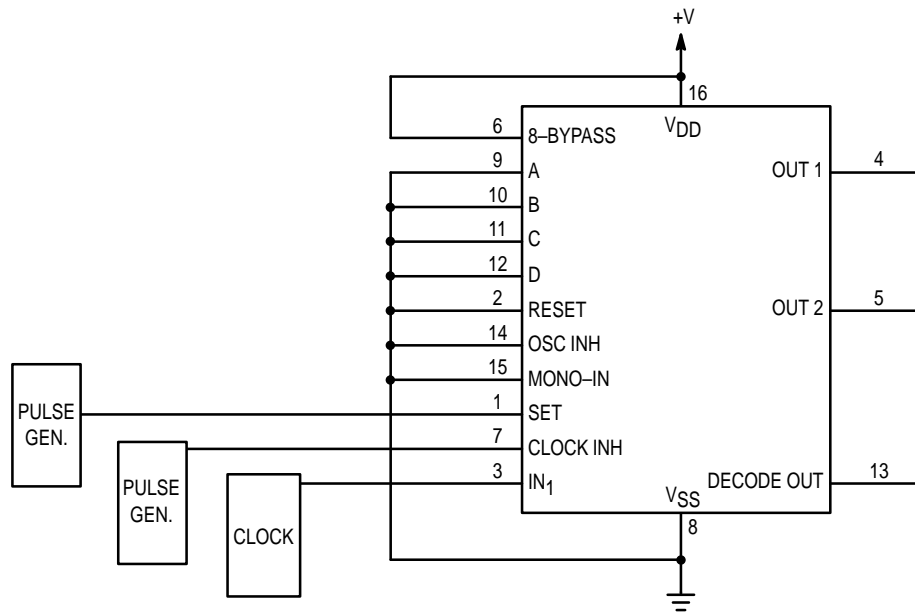 +V
16
VDD
6
8–BYPASS
9
A
OUT 1
4
10
B
11
C
12
D
2
RESET
OUT 2
5
14
OSC INH
15
MONO–IN
1
SET
PULSE
GEN.
7
CLOCK INH
PULSE
GEN.
3
IN1
DECODE OUT
13
VSS
8
CLOCK